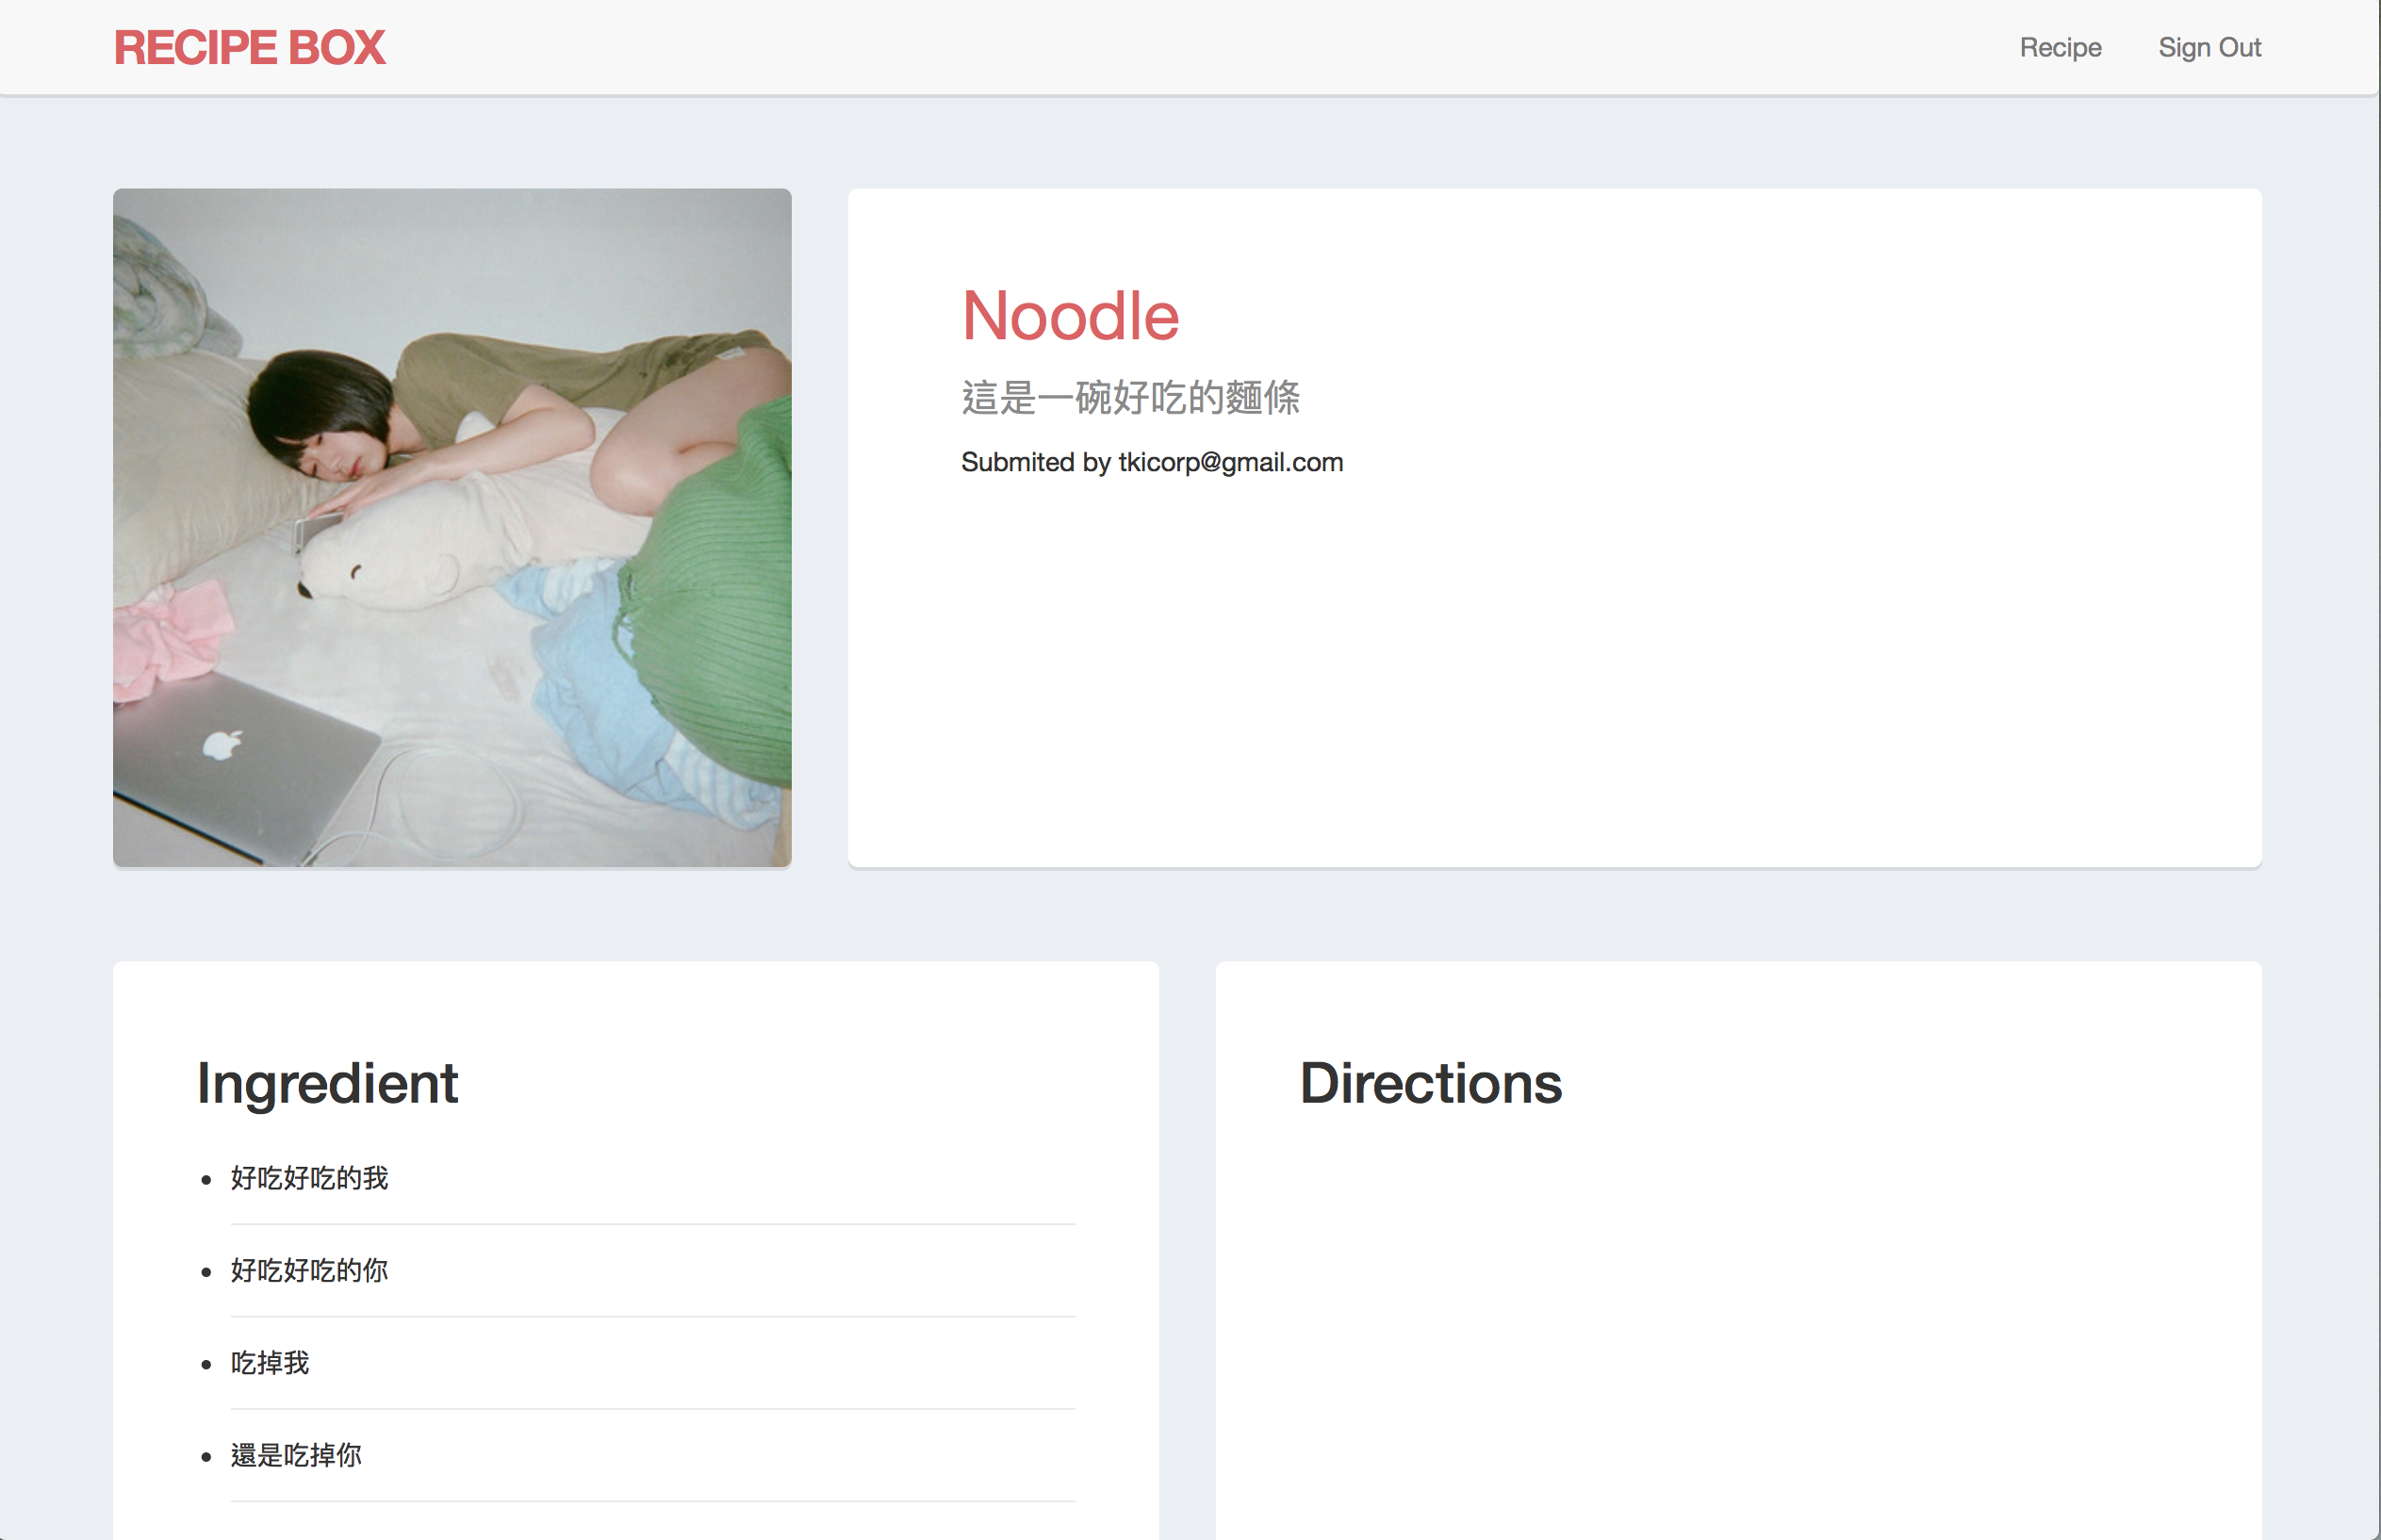 RECIPE BOX
Recipe
Sign Out
Noodle
這是一碗好吃的麵條
Submited by tkicorp@gmail.com
Ingredient
好吃好吃的我
好吃好吃的你
吃掉我
還是吃掉你
Directions